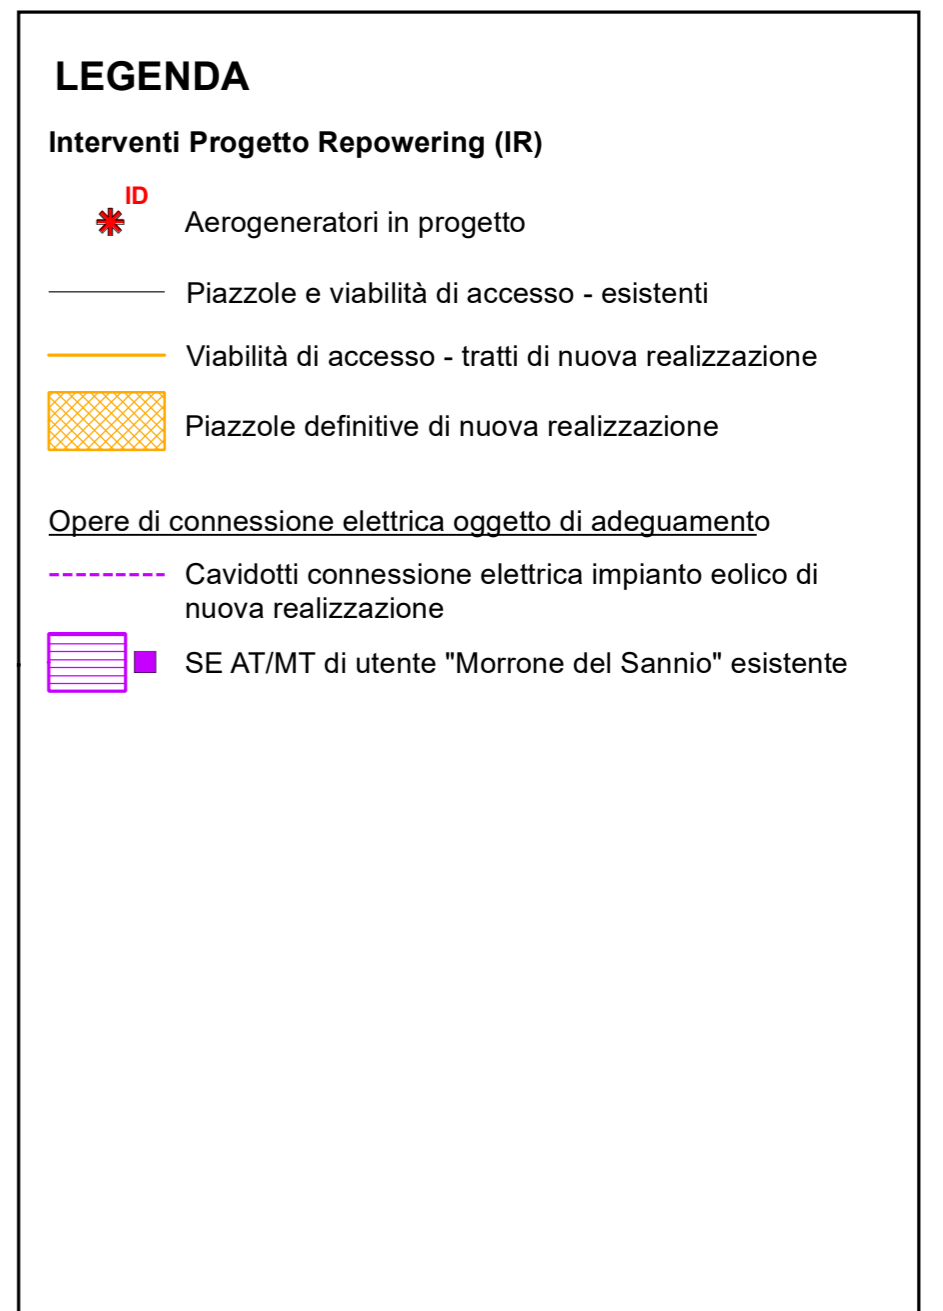 LEGENDA
Interventi Progetto Repowering (IR)
ID
Aerogeneratori in progetto
Piazzole e viabilità di accesso - esistenti
Viabilità di accesso - tratti di nuova realizzazione
Piazzole definitive di nuova realizzazione
Opere di connessione elettrica oggetto di adeguamento
Cavidotti connessione elettrica impianto eolico di
nuova realizzazione
SE AT/MT di utente "Morrone del Sannio" esistente